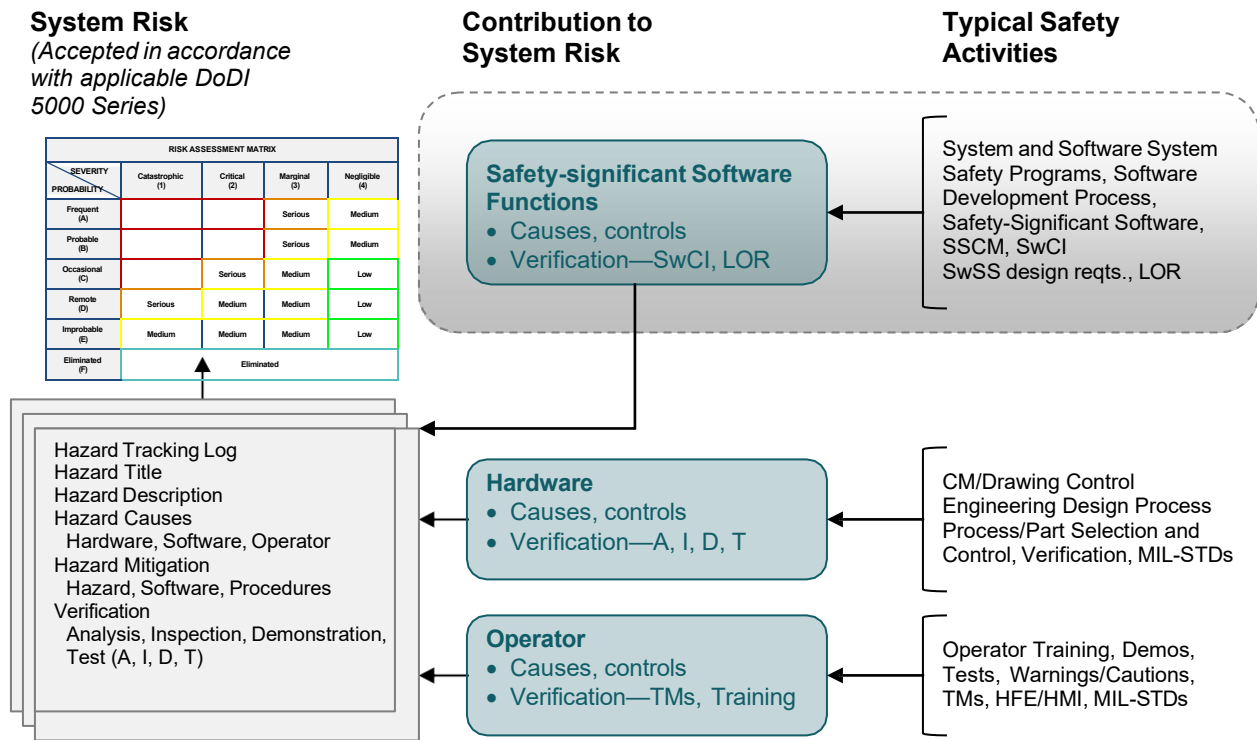 System Risk
(Accepted in accordance
with applicable DoDI
5000 Series)
Contribution to
System Risk
Typical Safety
Activities
RISK ASSESSMENT MATRIX
SEVERITY
PROBABILITY
Catastrophic
(1)
Critical
(2)
Marginal
(3)
Negligible
(4)
Frequent
(A)
Serious
Medium
Probable
(B)
Serious
Medium
Occasional
(C)
Serious
Medium
Low
Remote
(D)
Serious
Medium
Medium
Low
Improbable
(E)
Medium
Medium
Medium
Low
Eliminated
(F)
Eliminated
Safety-significant Software
Functions
• Causes, controls
• Verification—SwCI, LOR
System and Software System
Safety Programs, Software
Development Process,
Safety-Significant Software,
SSCM, SwCI
SwSS design reqts., LOR
Hazard Tracking Log
Hazard Title
Hazard Description
Hazard Causes
Hardware, Software, Operator
Hazard Mitigation
Hazard, Software, Procedures
Verification
Analysis, Inspection, Demonstration,
Test (A, I, D, T)
Hardware
• Causes, controls
• Verification—A, I, D, T
CM/Drawing Control
Engineering Design Process
Process/Part Selection and
Control, Verification, MIL-STDs
Operator
• Causes, controls
• Verification—TMs, Training
Operator Training, Demos,
Tests, Warnings/Cautions,
TMs, HFE/HMI, MIL-STDs